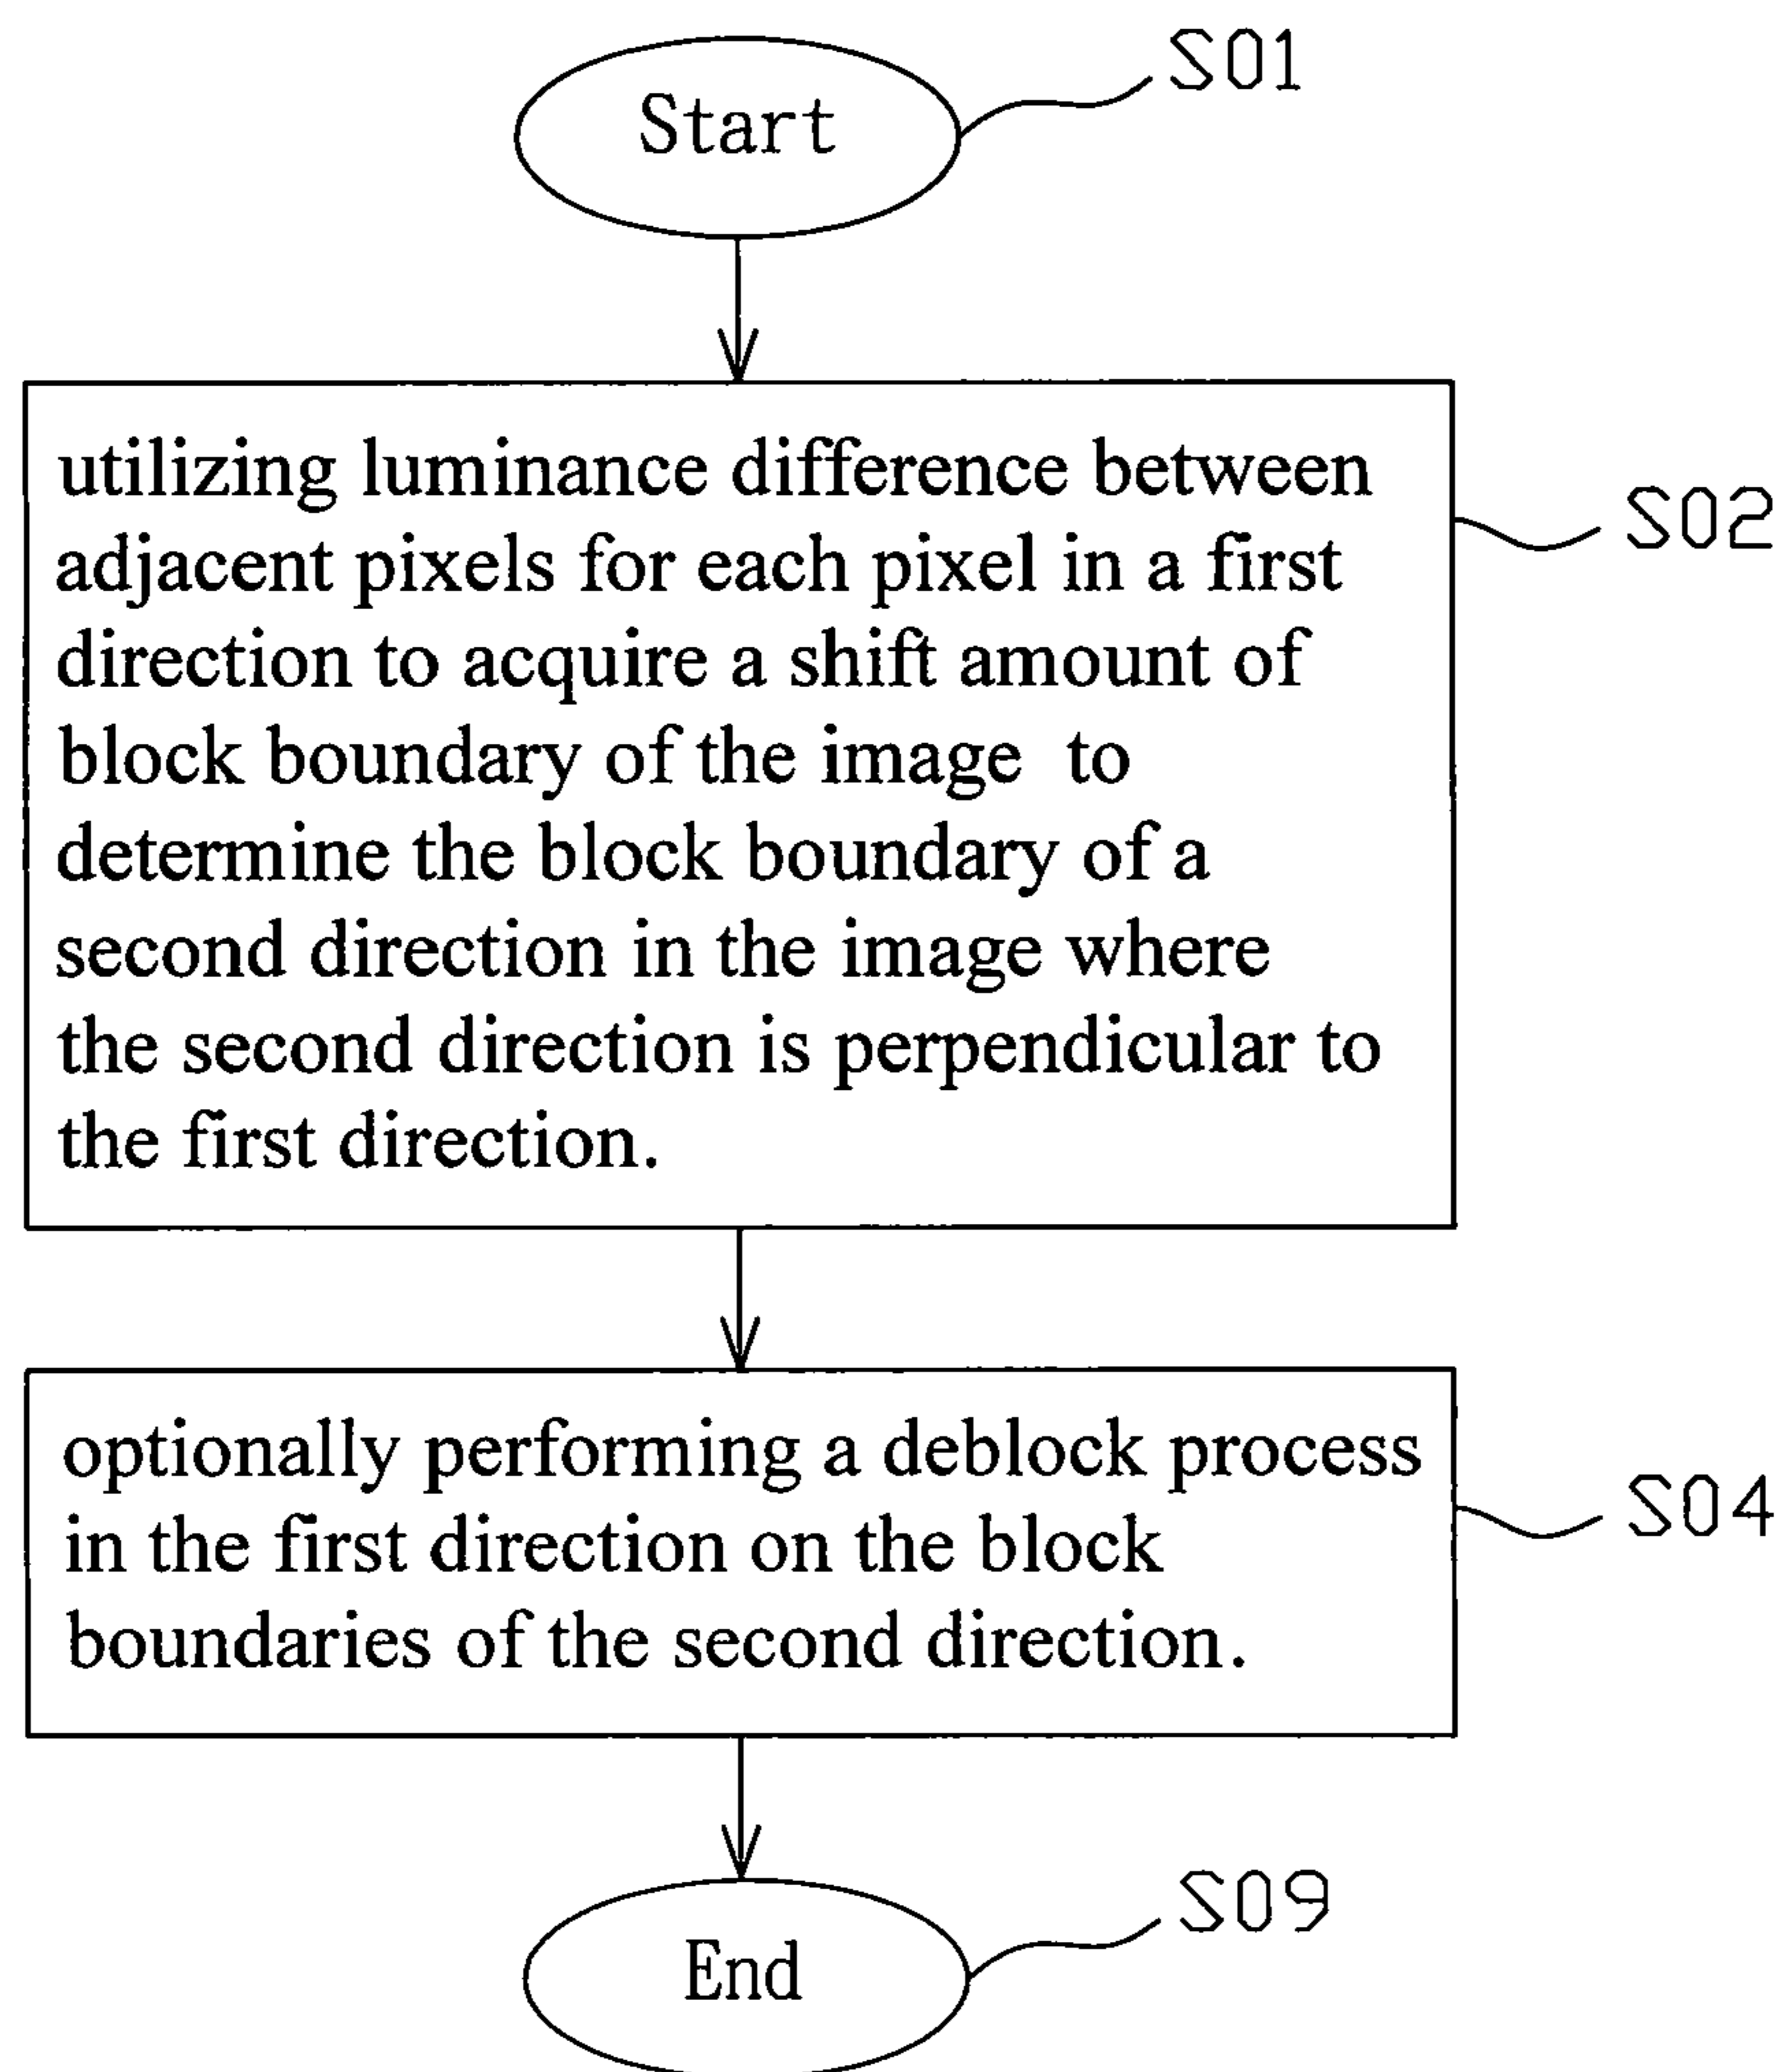 S01
Start
utilizing luminance difference between
adjacent pixels for each pixel in a first
direction to acquire a shift amount of
block boundary of the image to
determine the block boundary of a
second direction in the image where
the second direction is perpendicular to
the first direction.
S02
optionally performing a deblock process
in the first direction on the block
boundaries of the second direction.
S04
S09
End